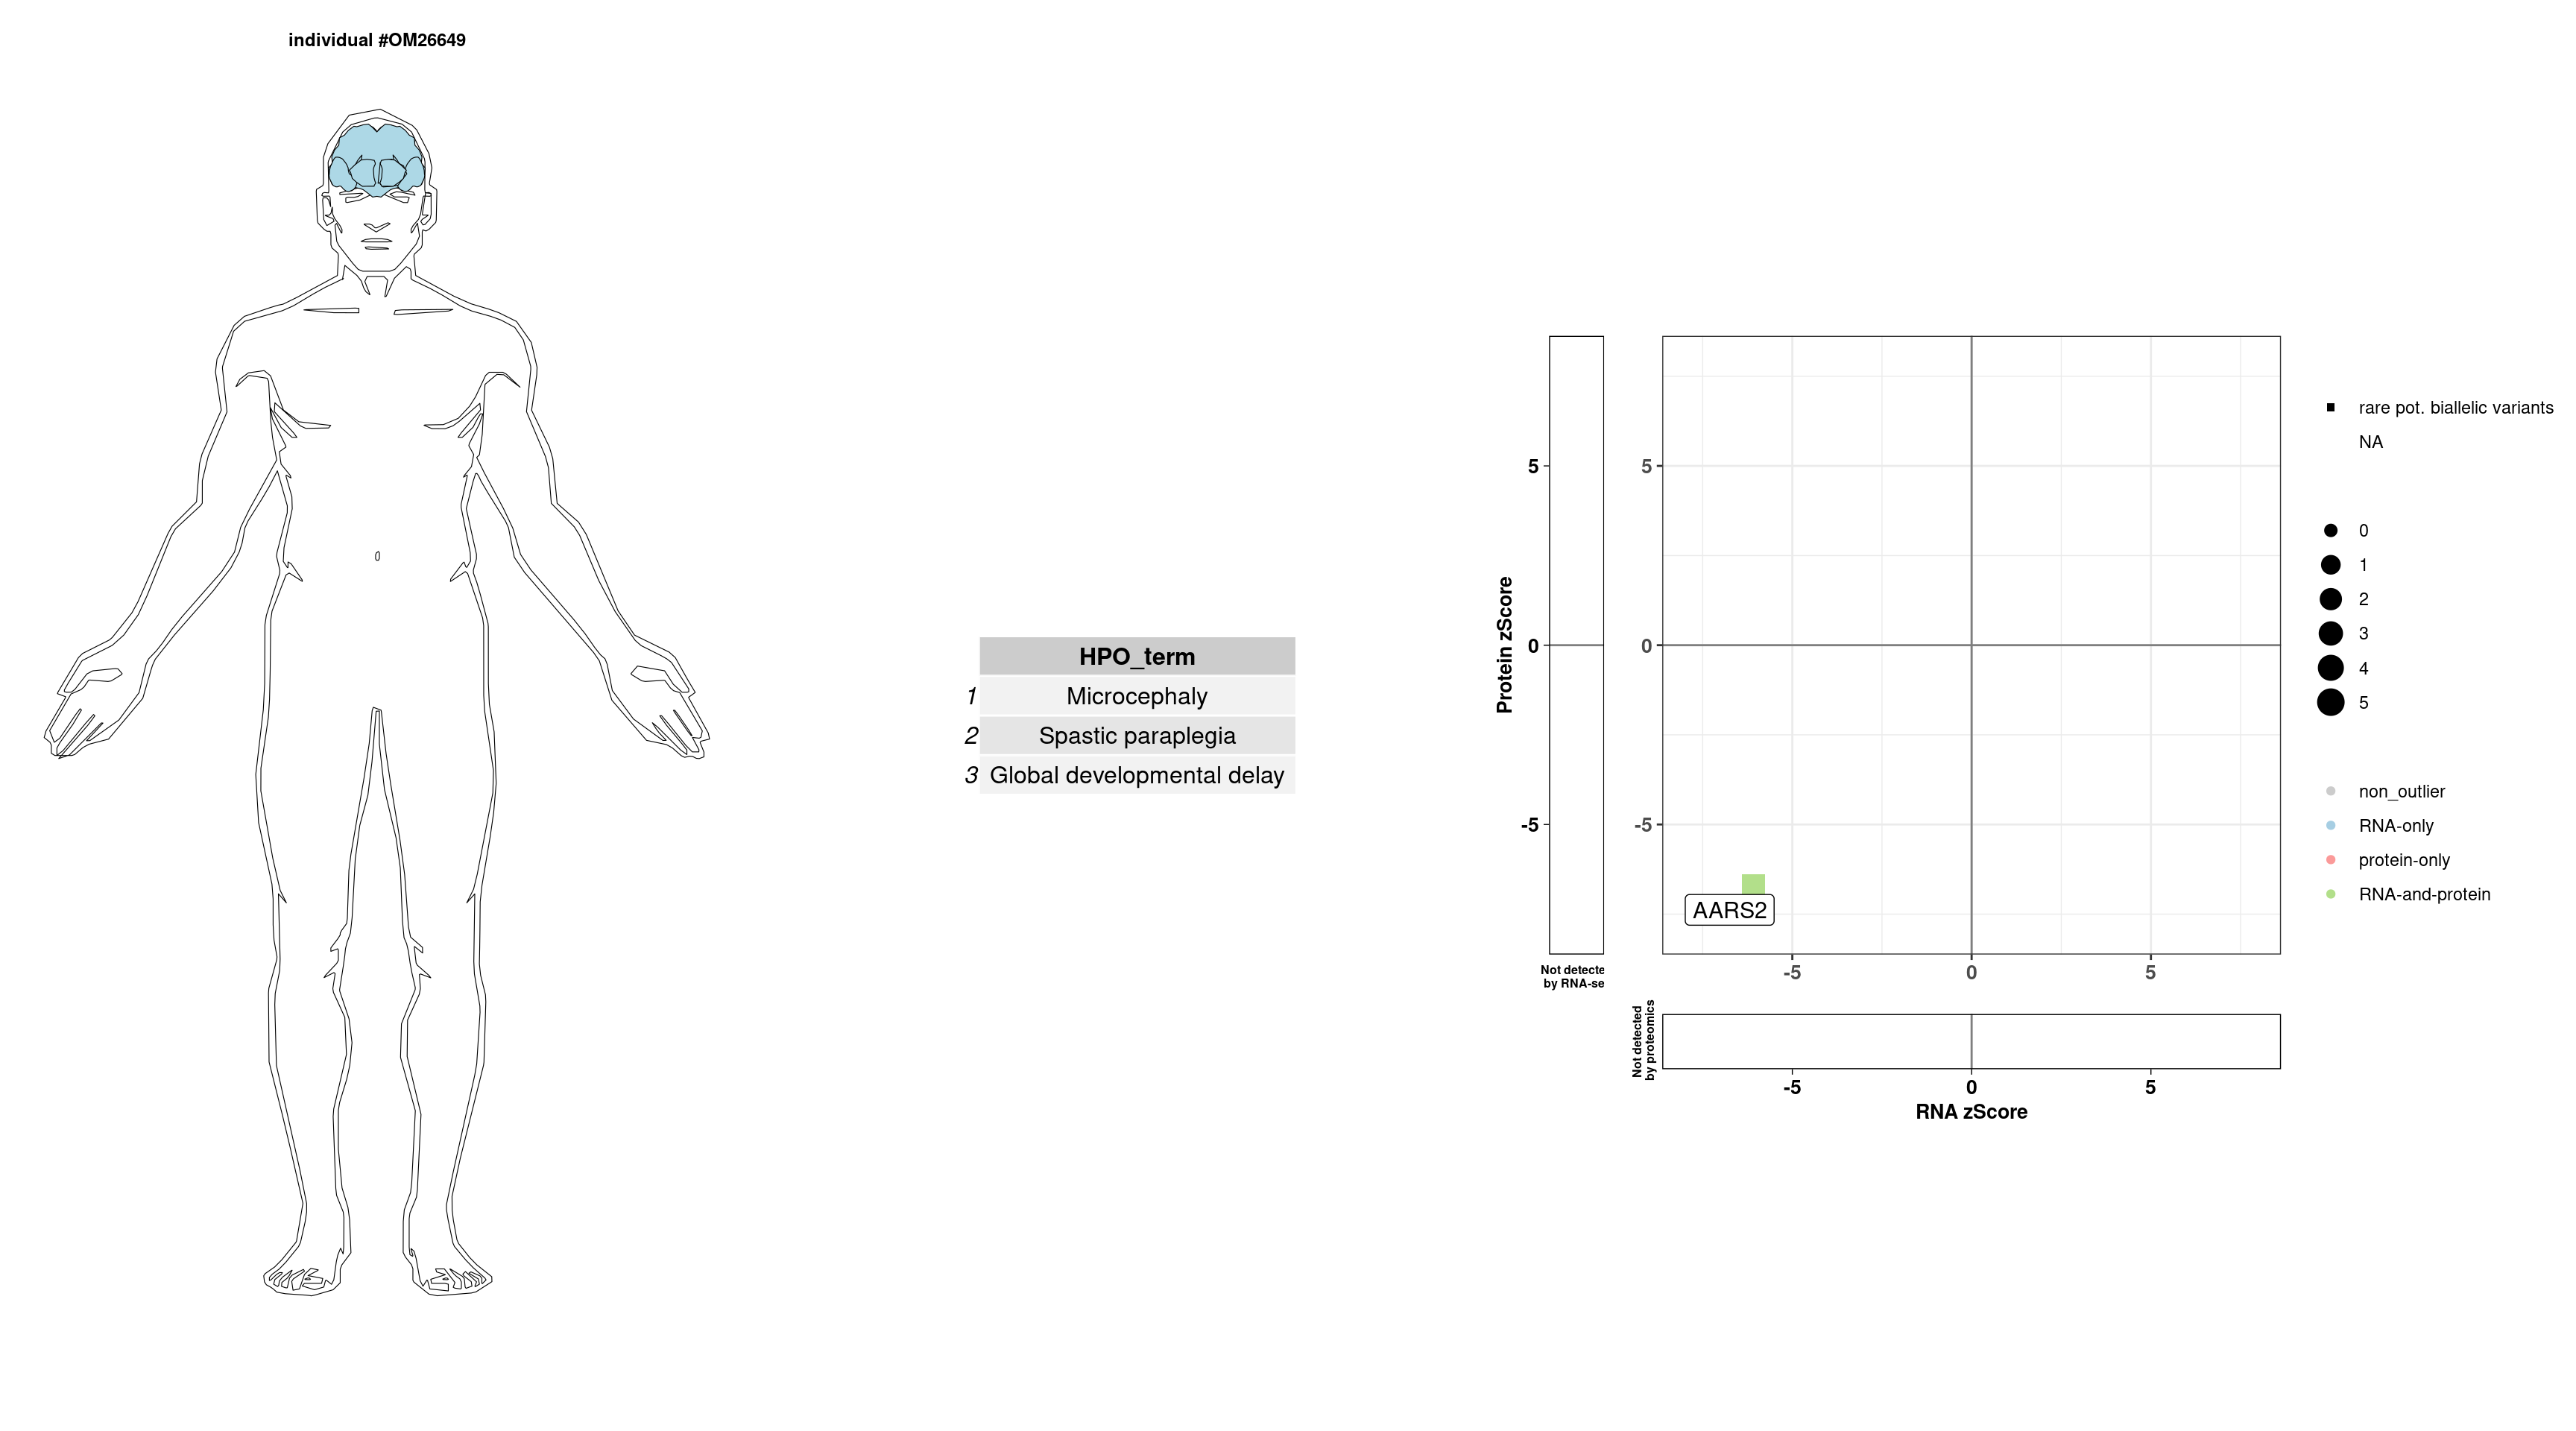 individual #OM26649
HPO_term
1 Microcephaly
2 Spastic paraplegia
3 Global developmental delay
Protein zScore
5
0
-5
Not detecte
by RNA-se
5
0
-5
AARS2
-5 0 5
Not detected
by proteomics
-5 0 5
RNA zScore
rare pot. biallelic variants
NA
0
1
2
3
4
5
non_outlier
RNA-only
protein-only
RNA-and-protein